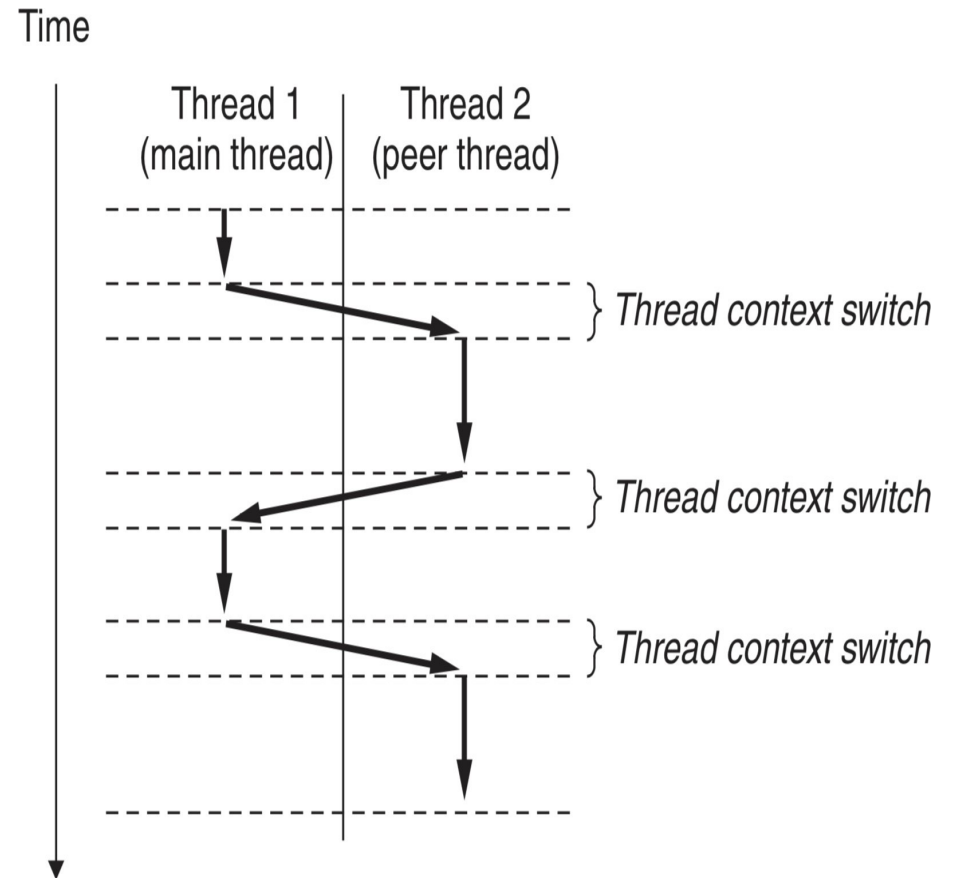 Time
Thread 1
(main thread)
Thread 2
(peer thread)
Thread context switch
Thread context switch
Thread context switch